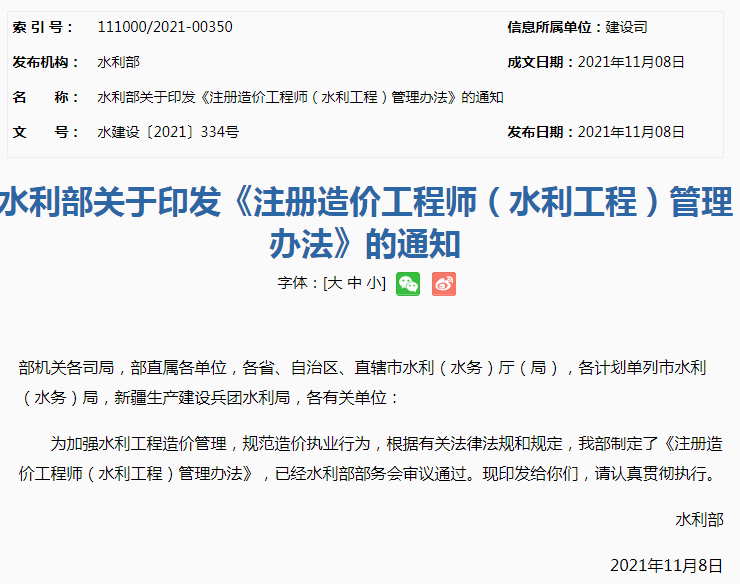 索 引 号： 111000/2021-00350 信息所属单位：建设司
发布机构： 水利部 成文日期：2021年11月08日
名 称： 水利部关于印发《注册造价工程师（水利工程）管理办法》的通知
文 号： 水建设〔2021〕334号 发布日期：2021年11月08日
水利部关于印发《注册造价工程师（水利工程）管理
办法》的通知
字体：[大 中 小]
部机关各司局，部直属各单位，各省、自治区、直辖市水利（水务）厅（局），各计划单列市水利
（水务）局，新疆生产建设兵团水利局，各有关单位：
为加强水利工程造价管理，规范造价执业行为，根据有关法律法规和规定，我部制定了《注册造
价工程师（水利工程）管理办法》，已经水利部部务会审议通过。现印发给你们，请认真贯彻执行。
水利部
2021年11月8日